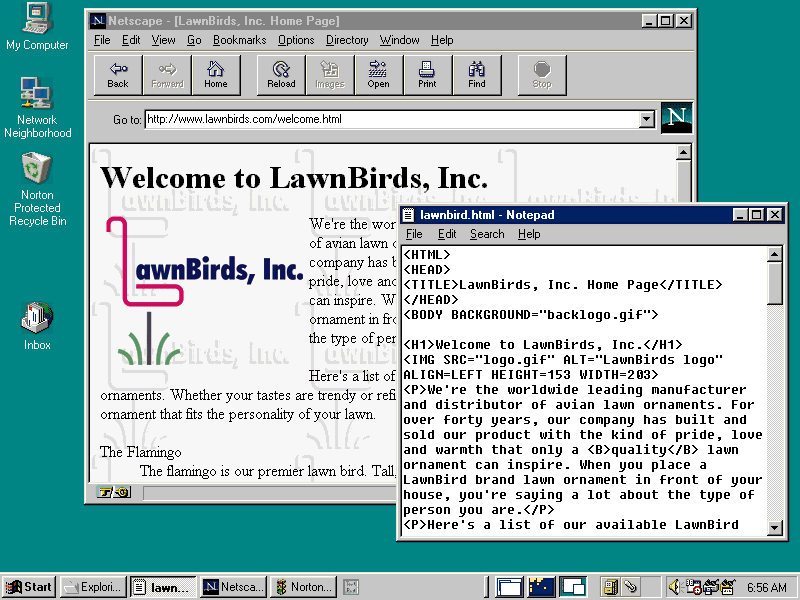 My Computer
Network
Neighborhood
Norton
Protected
Recycle Bin
Inbox
Netscape - [LawnBirds, Inc. Home Page]
File Edit View Go Bookmarks Options Directory Window Help
Back Forward Home Reload Images Open Print Find Stop
Go to: http://www.lawnbirds.com/welcome.html
N
Welcome to LawnBirds, Inc.
LawnBirds, Inc.
We're the wor
of avian lawn
company has b
pride, love and
can inspire. W
ornament in fro
the type of per
Here's a list of
ornaments. Whether your tastes are trendy or refi
ornament that fits the personality of your lawn.
The Flamingo
The flamingo is our premier lawn bird. Tall,
lawnbird.html - Notepad
File Edit Search Help
<HTML>
<HEAD>
<TITLE>LawnBirds, Inc. Home Page</TITLE>
</HEAD>
<BODY BACKGROUND="backlogo.gif">
<H1>Welcome to LawnBirds, Inc.</H1>
<IMG SRC="logo.gif" ALT="LawnBirds logo"
ALIGN=LEFT HEIGHT=153 WIDTH=203>
<P>We're the worldwide leading manufacturer
and distributor of avian lawn ornaments. For
over forty years, our company has built and
sold our product with the kind of pride, love
and warmth that only a <B>quality</B> lawn
ornament can inspire. When you place a
LawnBird brand lawn ornament in front of your
house, you're saying a lot about the type of
person you are.</P>
<P>Here's a list of our available LawnBird
Start Explori... lawn... Netsca... Norton... 6:56 AM